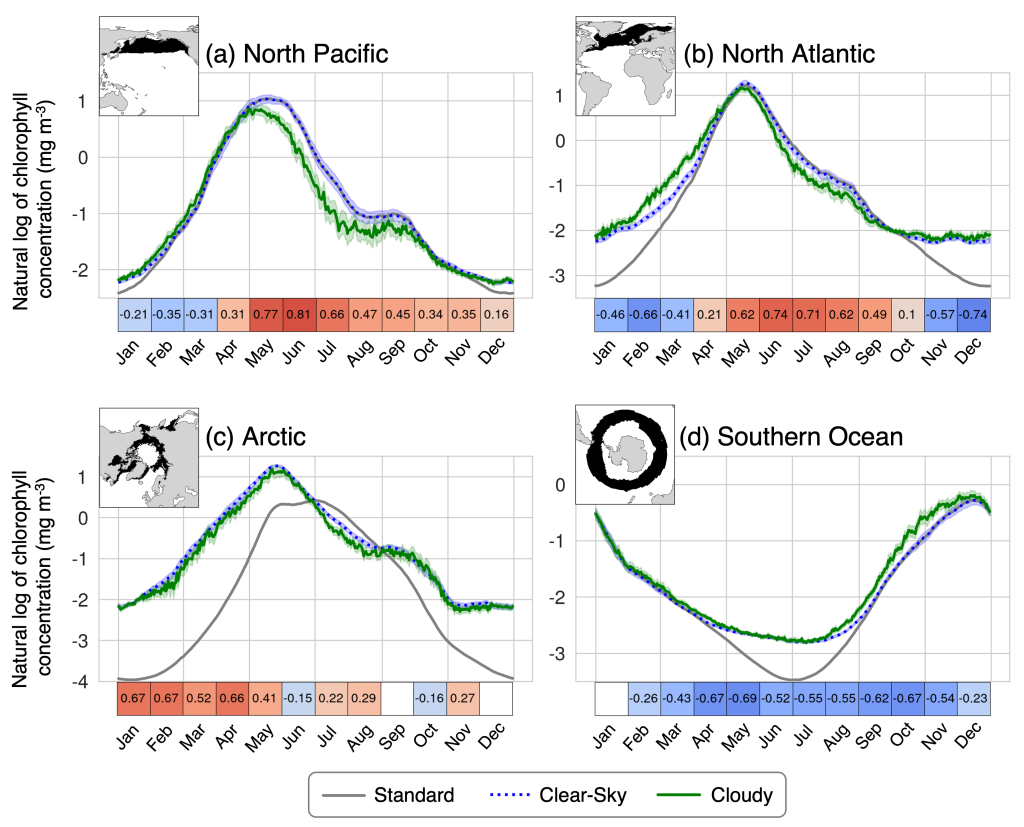 (a) North Pacific
Natural log of chlorophyll
concentration (mg m⁻³)
1
0
-1
-2
-0.21 -0.35 -0.31 0.31 0.77 0.81 0.66 0.47 0.45 0.34 0.35 0.16
Jan Feb Mar Apr May Jun Jul Aug Sep Oct Nov Dec
(b) North Atlantic
1
0
-1
-2
-3
-0.46 -0.66 -0.41 0.21 0.62 0.74 0.71 0.62 0.49 0.1 -0.57 -0.74
Jan Feb Mar Apr May Jun Jul Aug Sep Oct Nov Dec
(c) Arctic
Natural log of chlorophyll
concentration (mg m⁻³)
1
0
-1
-2
-3
-4
0.67 0.67 0.52 0.66 0.41 -0.15 0.22 0.29 -0.16 0.27
Jan Feb Mar Apr May Jun Jul Aug Sep Oct Nov Dec
(d) Southern Ocean
0
-1
-2
-3
-0.26 -0.43 -0.67 -0.69 -0.52 -0.55 -0.55 -0.62 -0.67 -0.54 -0.23
Jan Feb Mar Apr May Jun Jul Aug Sep Oct Nov Dec
Standard Clear-Sky Cloudy